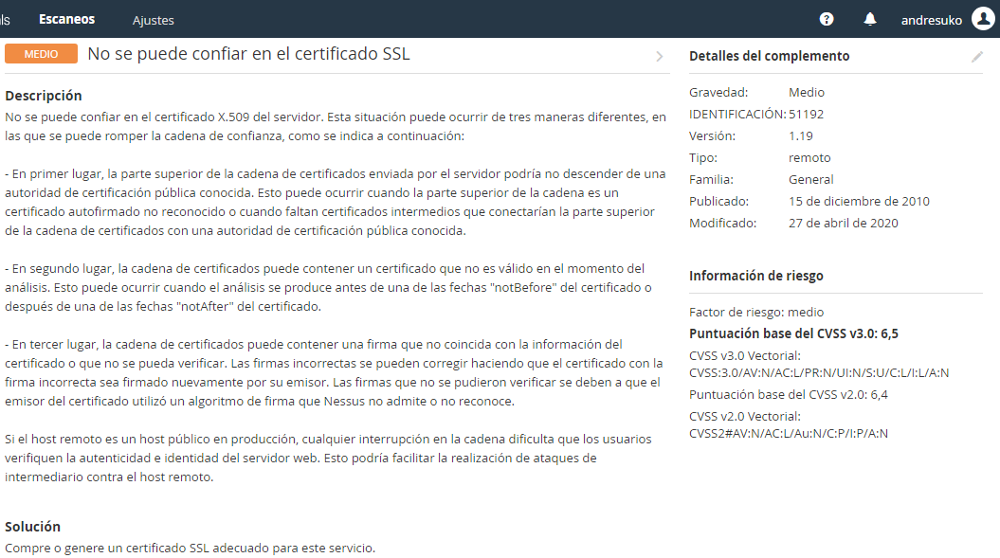 ls Escaneos Ajustes andresuko
MEDIO No se puede confiar en el certificado SSL
Descripción
No se puede confiar en el certificado X.509 del servidor. Esta situación puede ocurrir de tres maneras diferentes, en
las que se puede romper la cadena de confianza, como se indica a continuación:
- En primer lugar, la parte superior de la cadena de certificados enviada por el servidor podría no descender de una
autoridad de certificación pública conocida. Esto puede ocurrir cuando la parte superior de la cadena es un
certificado autofirmado no reconocido o cuando faltan certificados intermedios que conectarían la parte superior
de la cadena de certificados con una autoridad de certificación pública conocida.
- En segundo lugar, la cadena de certificados puede contener un certificado que no es válido en el momento del
análisis. Esto puede ocurrir cuando el análisis se produce antes de una de las fechas "notBefore" del certificado o
después de una de las fechas "notAfter" del certificado.
- En tercer lugar, la cadena de certificados puede contener una firma que no coincida con la información del
certificado o que no se pueda verificar. Las firmas incorrectas se pueden corregir haciendo que el certificado con la
firma incorrecta sea firmado nuevamente por su emisor. Las firmas que no se pudieron verificar se deben a que el
emisor del certificado utilizó un algoritmo de firma que Nessus no admite o no reconoce.
Si el host remoto es un host público en producción, cualquier interrupción en la cadena dificulta que los usuarios
verifiquen la autenticidad e identidad del servidor web. Esto podría facilitar la realización de ataques de
intermediario contra el host remoto.
Solución
Compre o genere un certificado SSL adecuado para este servicio.
Detalles del complemento
Gravedad: Medio
IDENTIFICACIÓN: 51192
Versión: 1.19
Tipo: remoto
Familia: General
Publicado: 15 de diciembre de 2010
Modificado: 27 de abril de 2020
Información de riesgo
Factor de riesgo: medio
Puntuación base del CVSS v3.0: 6,5
CVSS v3.0 Vectorial:
CVSS:3.0/AV:N/AC:L/PR:N/UI:N/S:U/C:L/I:L/A:N
Puntuación base del CVSS v2.0: 6,4
CVSS v2.0 Vectorial:
CVSS2#AV:N/AC:L/Au:N/C:P/I:P/A:N